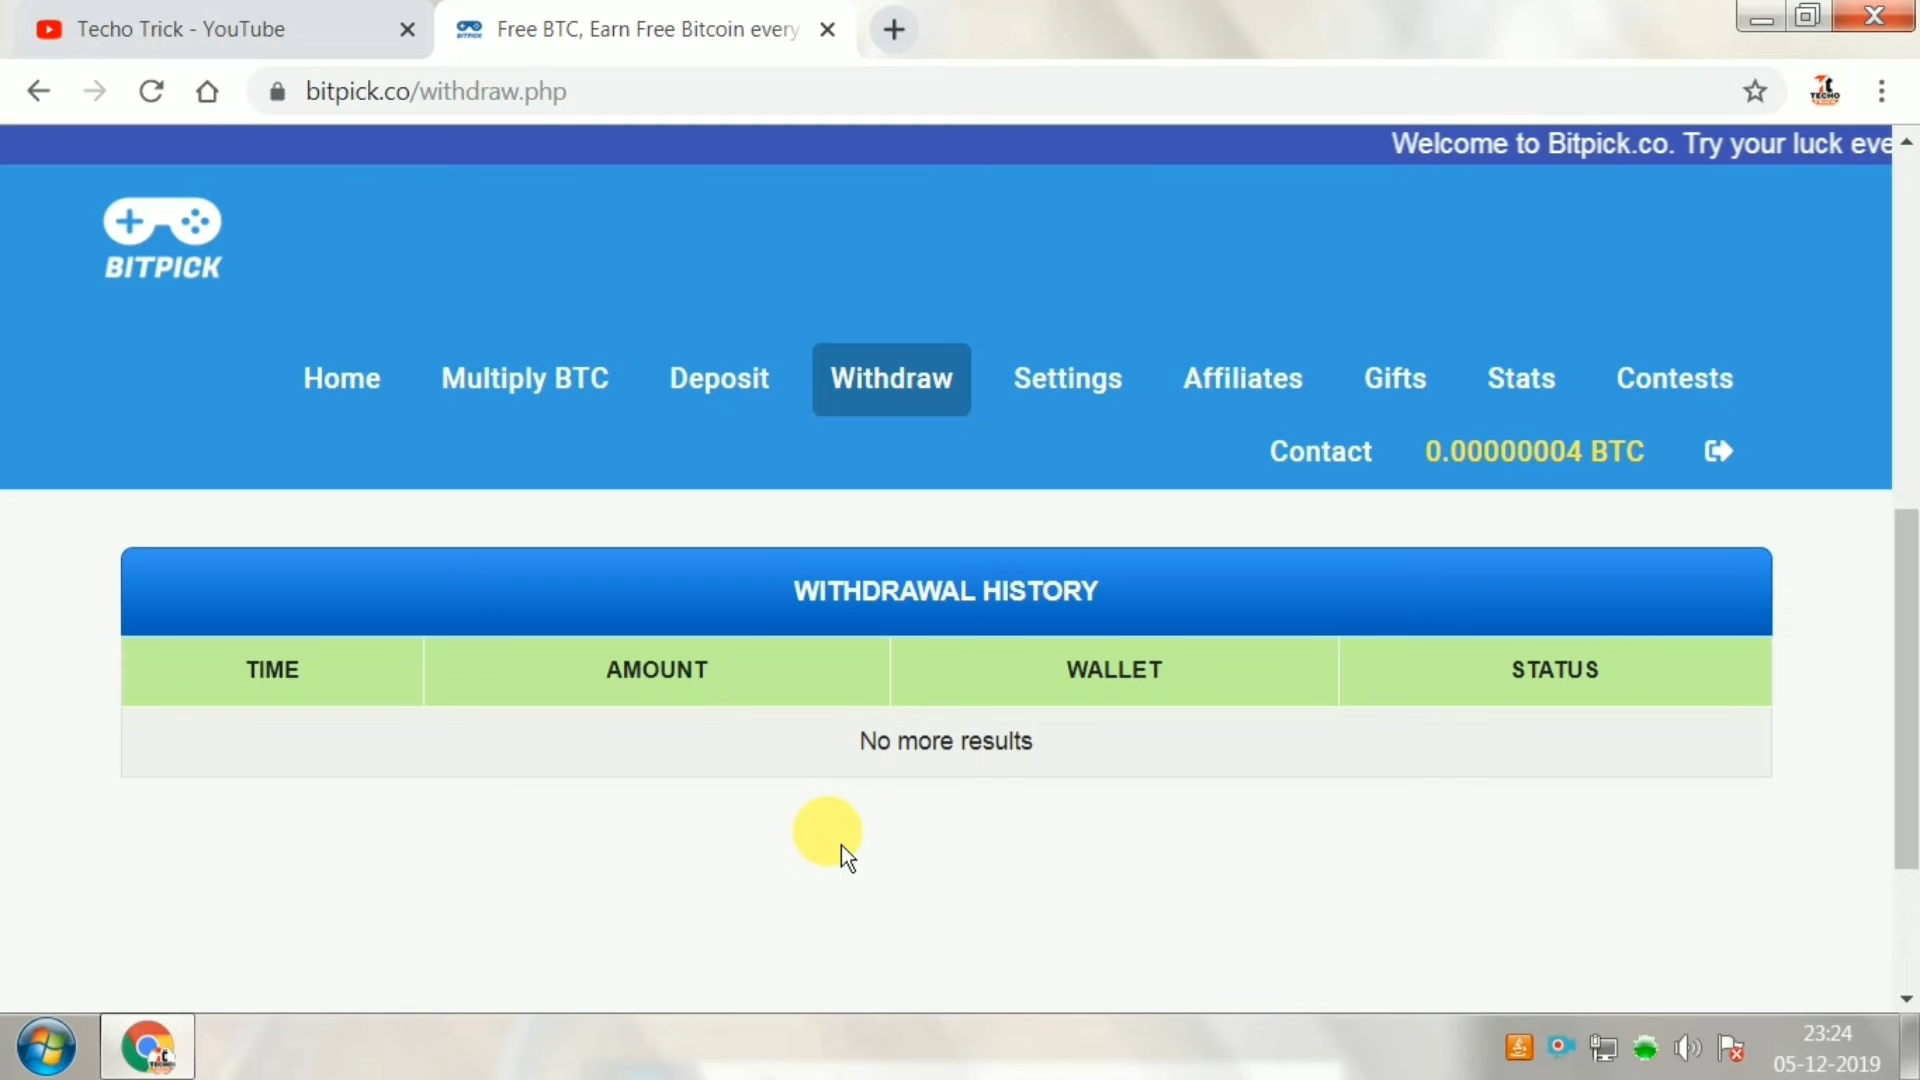 Techo Trick - YouTube
Free BTC, Earn Free Bitcoin every
bitpick.co/withdraw.php
TECHO
Welcome to Bitpick.co. Try your luck eve
BITPICK
Home Multiply BTC Deposit Withdraw Settings Affiliates Gifts Stats Contests
Contact 0.00000004 BTC
WITHDRAWAL HISTORY
TIME AMOUNT WALLET STATUS
No more results
23:24
05-12-2019